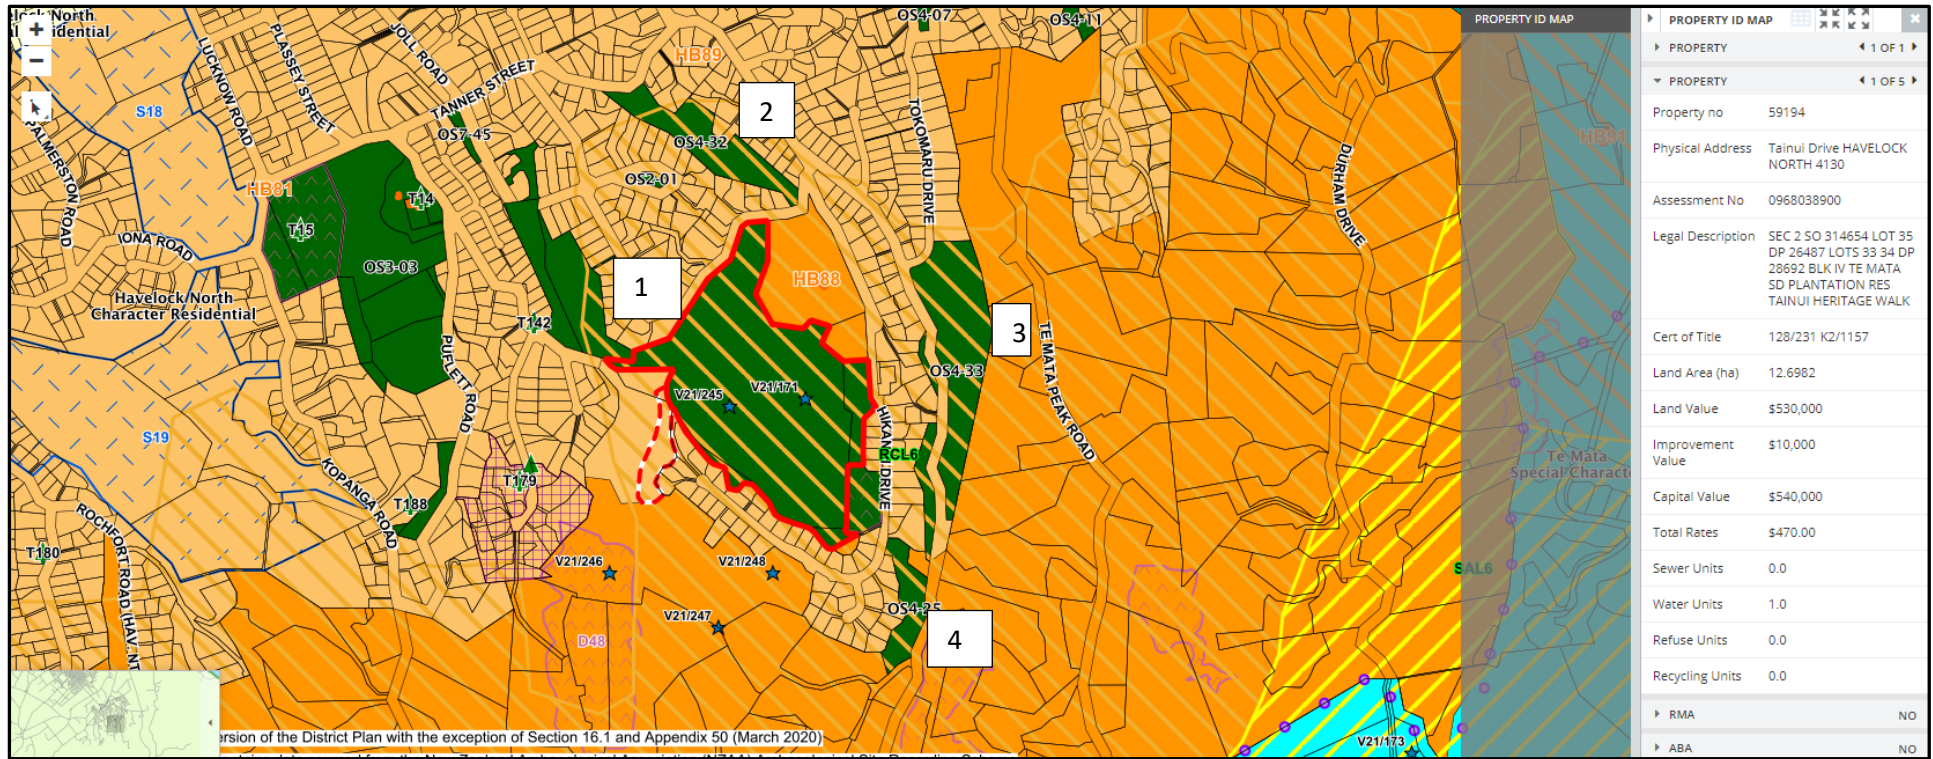 elock North
al Residential
+
−
LUCKNOW ROAD
PLASSEY STREET
JOLL ROAD
TANNER STREET
HB89
OS4-07
OS4-11
S18
PALMERSTON ROAD
OS7-45
2
OS4-32
TOKOMARU DRIVE
DURHAM DRIVE
HB91
HB81
T14
OS2-01
T15
IONA ROAD
OS3-03
1
HB88
Havelock North
Character Residential
T142
3
PUFLETT ROAD
TE MATA PEAK ROAD
OS4-33
V21/245
V21/171
HIKANUI DRIVE
RCL6
S19
KOPANGA ROAD
T179
T188
Te Mata
Special Charact
ROCHFORT ROAD (HAV. NT
T180
V21/246
V21/248
SAL6
V21/247
OS4-25
D48
4
V21/173
ersion of the District Plan with the exception of Section 16.1 and Appendix 50 (March 2020)
PROPERTY ID MAP
PROPERTY ID MAP
PROPERTY 1 OF 1
PROPERTY 1 OF 5
Property no 59194
Physical Address Tainui Drive HAVELOCK
NORTH 4130
Assessment No 0968038900
Legal Description SEC 2 SO 314654 LOT 35
DP 26487 LOTS 33 34 DP
28692 BLK IV TE MATA
SD PLANTATION RES
TAINUI HERITAGE WALK
Cert of Title 128/231 K2/1157
Land Area (ha) 12.6982
Land Value $530,000
Improvement
Value $10,000
Capital Value $540,000
Total Rates $470.00
Sewer Units 0.0
Water Units 1.0
Refuse Units 0.0
Recycling Units 0.0
RMA NO
ABA NO